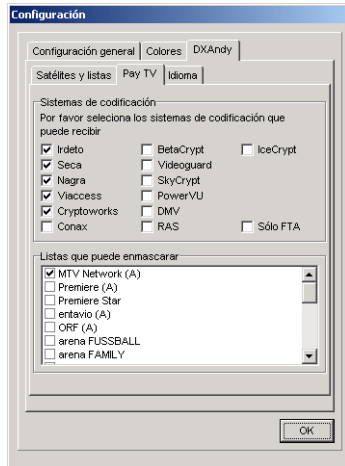 Configuración
Configuración general Colores DXAndy
Satélites y listas Pay TV Idioma
Sistemas de codificación
Por favor seleciona los sistemas de codificación que
puede recibir
Irdeto BetaCrypt IceCrypt
Seca Videoguard
Nagra SkyCrypt
Viaccess PowerVU
Cryptoworks DMV
Conax RAS Sólo FTA
Listas que puede enmascarar
MTV Network (A)
Premiere (A)
Premiere Star
entavio (A)
ORF (A)
arena FUSSBALL
arena FAMILY
OK